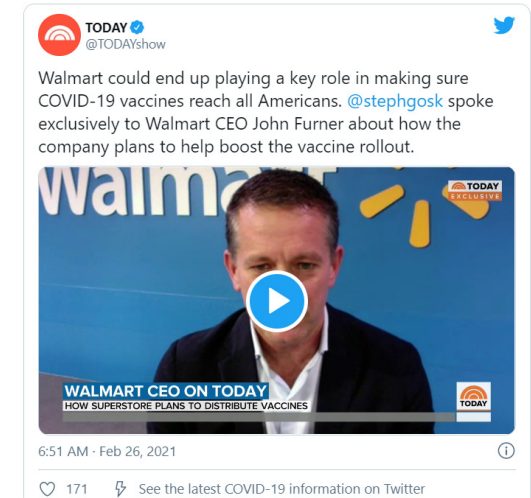 TODAY
@TODAYshow
Walmart could end up playing a key role in making sure
COVID-19 vaccines reach all Americans. @stephgosk spoke
exclusively to Walmart CEO John Furner about how the
company plans to help boost the vaccine rollout.
Walmart
TODAY
EXCLUSIVE
WALMART CEO ON TODAY
HOW SUPERSTORE PLANS TO DISTRIBUTE VACCINES
TODAY
6:51 AM · Feb 26, 2021
171
See the latest COVID-19 information on Twitter